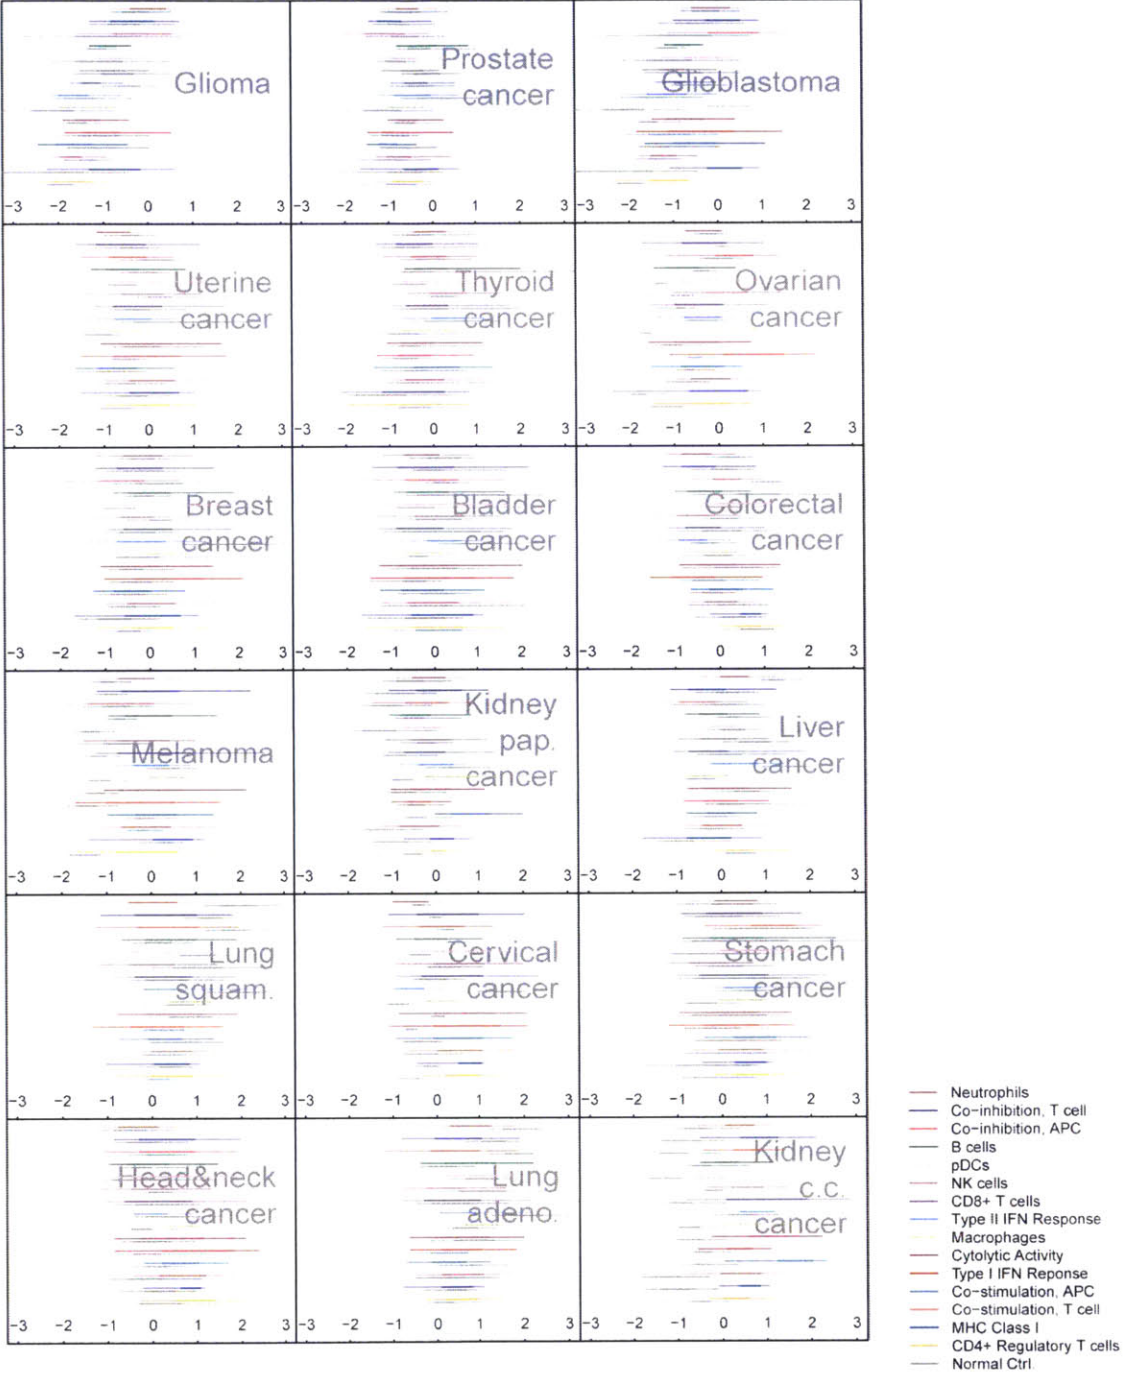 Glioma
Prostate
cancer
Glioblastoma
−3 −2 −1 0 1 2 3 −3 −2 −1 0 1 2 3 −3 −2 −1 0 1 2 3
Uterine
cancer
Thyroid
cancer
Ovarian
cancer
−3 −2 −1 0 1 2 3 −3 −2 −1 0 1 2 3 −3 −2 −1 0 1 2 3
Breast
cancer
Bladder
cancer
Colorectal
cancer
−3 −2 −1 0 1 2 3 −3 −2 −1 0 1 2 3 −3 −2 −1 0 1 2 3
Melanoma
Kidney
pap.
cancer
Liver
cancer
−3 −2 −1 0 1 2 3 −3 −2 −1 0 1 2 3 −3 −2 −1 0 1 2 3
Lung
squam.
Cervical
cancer
Stomach
cancer
−3 −2 −1 0 1 2 3 −3 −2 −1 0 1 2 3 −3 −2 −1 0 1 2 3
Head&neck
cancer
Lung
adeno.
Kidney
c.c.
cancer
−3 −2 −1 0 1 2 3 −3 −2 −1 0 1 2 3 −3 −2 −1 0 1 2 3
Neutrophils
Co−inhibition, T cell
Co−inhibition, APC
B cells
pDCs
NK cells
CD8+ T cells
Type II IFN Response
Macrophages
Cytolytic Activity
Type I IFN Reponse
Co−stimulation, APC
Co−stimulation, T cell
MHC Class I
CD4+ Regulatory T cells
Normal Ctrl.